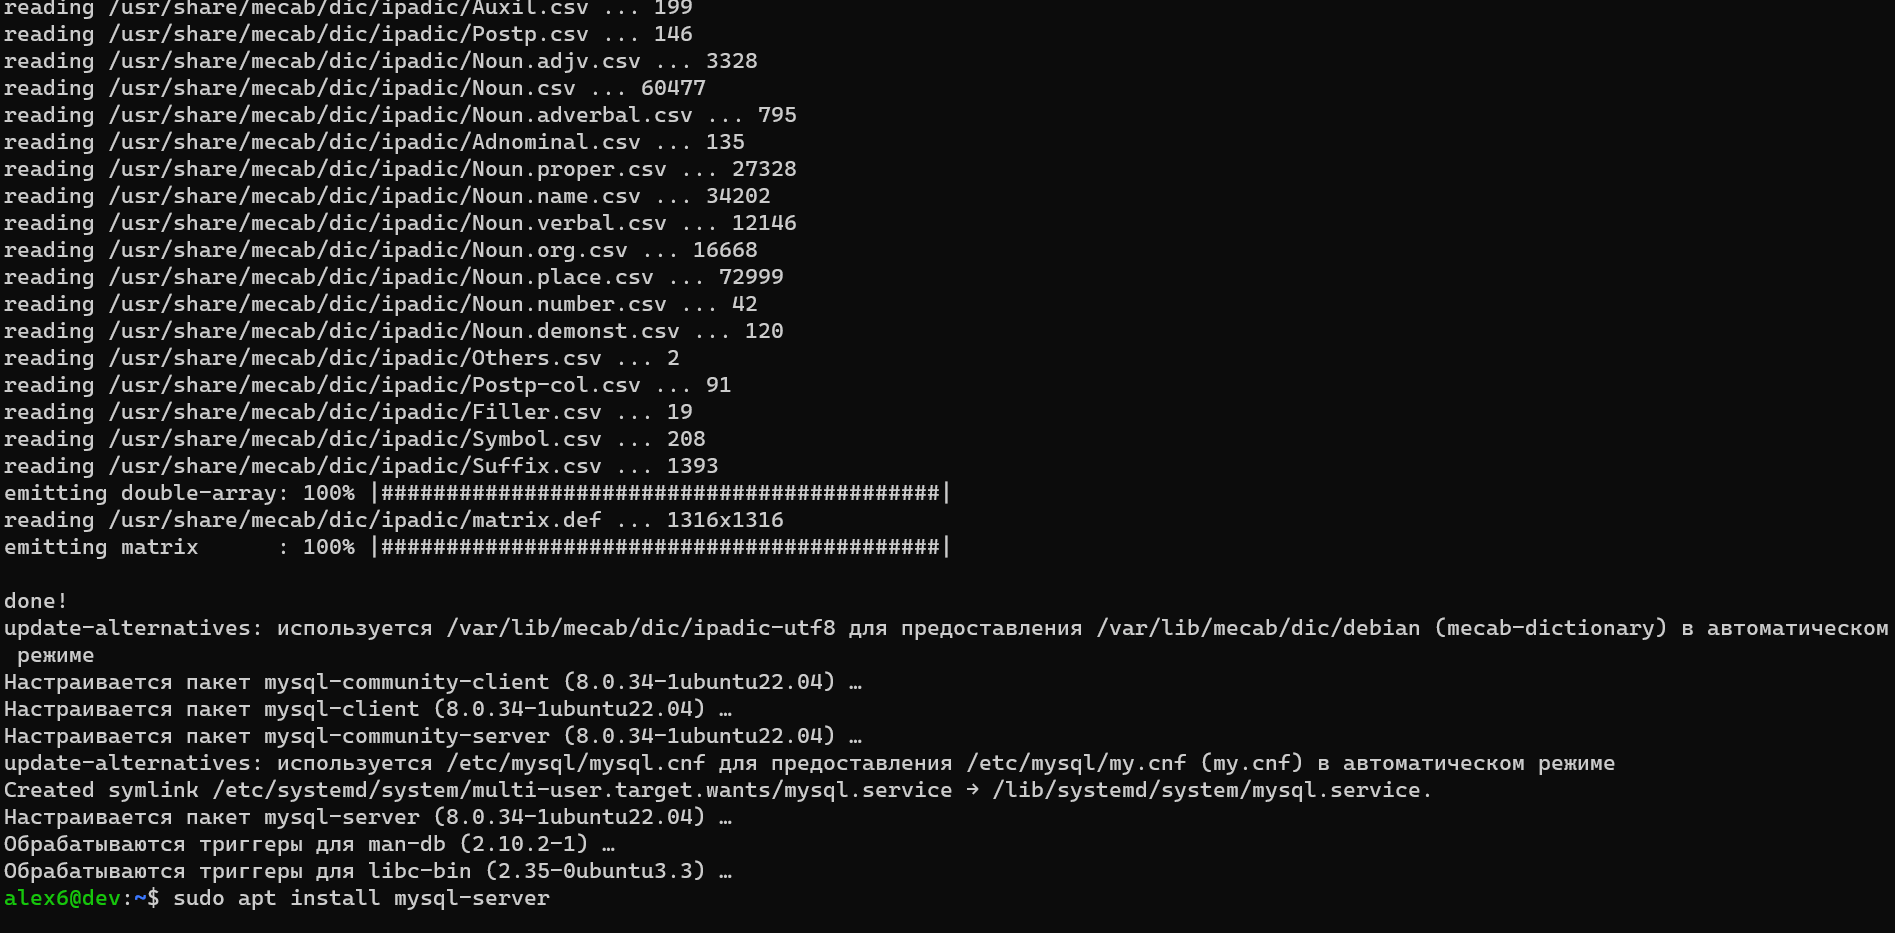 reading /usr/share/mecab/dic/ipadic/Auxil.csv ... 199
reading /usr/share/mecab/dic/ipadic/Postp.csv ... 146
reading /usr/share/mecab/dic/ipadic/Noun.adjv.csv ... 3328
reading /usr/share/mecab/dic/ipadic/Noun.csv ... 60477
reading /usr/share/mecab/dic/ipadic/Noun.adverbal.csv ... 795
reading /usr/share/mecab/dic/ipadic/Adnominal.csv ... 135
reading /usr/share/mecab/dic/ipadic/Noun.proper.csv ... 27328
reading /usr/share/mecab/dic/ipadic/Noun.name.csv ... 34202
reading /usr/share/mecab/dic/ipadic/Noun.verbal.csv ... 12146
reading /usr/share/mecab/dic/ipadic/Noun.org.csv ... 16668
reading /usr/share/mecab/dic/ipadic/Noun.place.csv ... 72999
reading /usr/share/mecab/dic/ipadic/Noun.number.csv ... 42
reading /usr/share/mecab/dic/ipadic/Noun.demonst.csv ... 120
reading /usr/share/mecab/dic/ipadic/Others.csv ... 2
reading /usr/share/mecab/dic/ipadic/Postp-col.csv ... 91
reading /usr/share/mecab/dic/ipadic/Filler.csv ... 19
reading /usr/share/mecab/dic/ipadic/Symbol.csv ... 208
reading /usr/share/mecab/dic/ipadic/Suffix.csv ... 1393
emitting double-array: 100% |###########################################|
reading /usr/share/mecab/dic/ipadic/matrix.def ... 1316x1316
emitting matrix      : 100% |###########################################|

done!
update-alternatives: используется /var/lib/mecab/dic/ipadic-utf8 для предоставления /var/lib/mecab/dic/debian (mecab-dictionary) в автоматическом
 режиме
Настраивается пакет mysql-community-client (8.0.34-1ubuntu22.04) …
Настраивается пакет mysql-client (8.0.34-1ubuntu22.04) …
Настраивается пакет mysql-community-server (8.0.34-1ubuntu22.04) …
update-alternatives: используется /etc/mysql/mysql.cnf для предоставления /etc/mysql/my.cnf (my.cnf) в автоматическом режиме
Created symlink /etc/systemd/system/multi-user.target.wants/mysql.service → /lib/systemd/system/mysql.service.
Настраивается пакет mysql-server (8.0.34-1ubuntu22.04) …
Обрабатываются триггеры для man-db (2.10.2-1) …
Обрабатываются триггеры для libc-bin (2.35-0ubuntu3.3) …
alex6@dev:~$ sudo apt install mysql-server